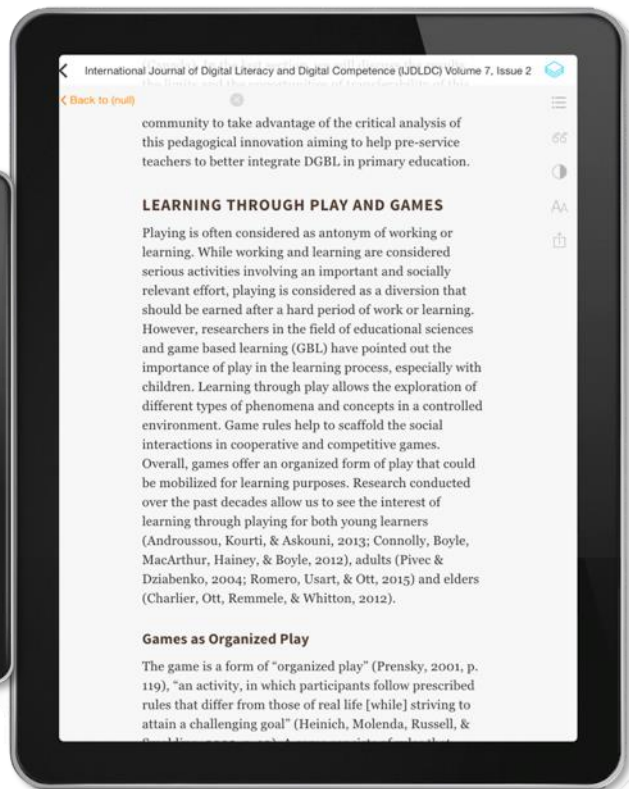 International Journal of Digital Literacy and Digital Competence (IJDLDC) Volume 7, Issue 2
Back to (null)
community to take advantage of the critical analysis of
this pedagogical innovation aiming to help pre-service
teachers to better integrate DGBL in primary education.
LEARNING THROUGH PLAY AND GAMES
Playing is often considered as antonym of working or
learning. While working and learning are considered
serious activities involving an important and socially
relevant effort, playing is considered as a diversion that
should be earned after a hard period of work or learning.
However, researchers in the field of educational sciences
and game based learning (GBL) have pointed out the
importance of play in the learning process, especially with
children. Learning through play allows the exploration of
different types of phenomena and concepts in a controlled
environment. Game rules help to scaffold the social
interactions in cooperative and competitive games.
Overall, games offer an organized form of play that could
be mobilized for learning purposes. Research conducted
over the past decades allow us to see the interest of
learning through playing for both young learners
(Androussou, Kourti, & Askouni, 2013; Connolly, Boyle,
MacArthur, Hainey, & Boyle, 2012), adults (Pivec &
Dziabenko, 2004; Romero, Usart, & Ott, 2015) and elders
(Charlier, Ott, Remmele, & Whitton, 2012).
Games as Organized Play
The game is a form of “organized play” (Prensky, 2001, p.
119), “an activity, in which participants follow prescribed
rules that differ from those of real life [while] striving to
attain a challenging goal” (Heinich, Molenda, Russell, &
AA